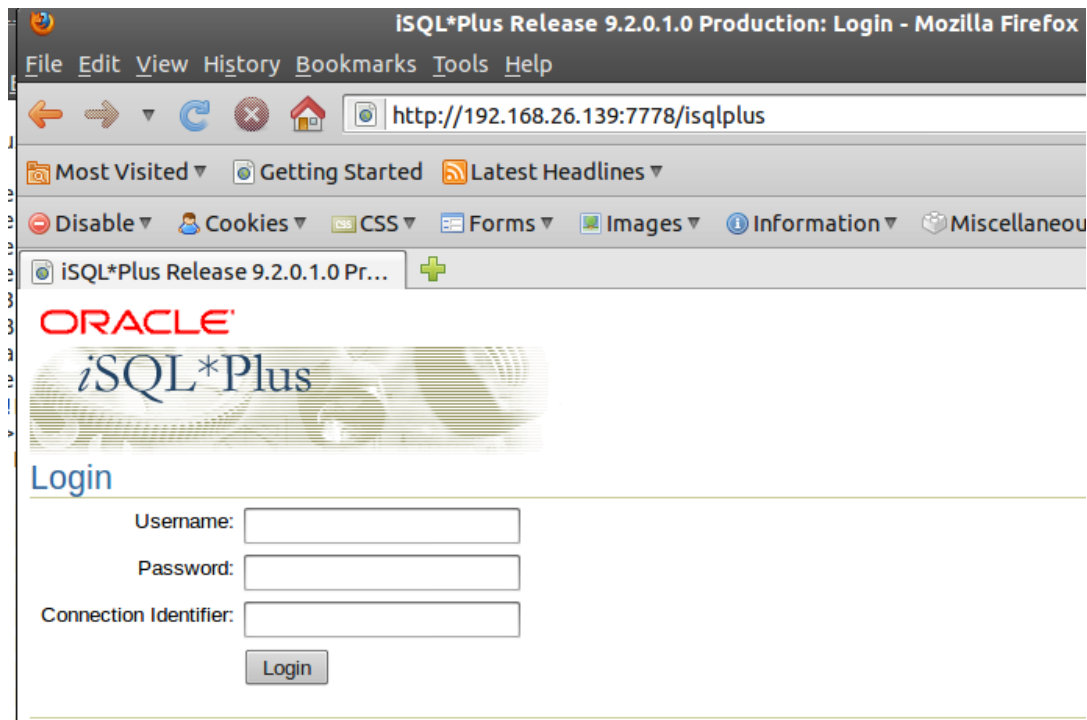 iSQL*Plus Release 9.2.0.1.0 Production: Login - Mozilla Firefox
File Edit View History Bookmarks Tools Help
http://192.168.26.139:7778/isqlplus
Most Visited Getting Started Latest Headlines
Disable Cookies CSS Forms Images Information Miscellaneou
iSQL*Plus Release 9.2.0.1.0 Pr...
ORACLE
iSQL*Plus
Login
Username:
Password:
Connection Identifier:
Login